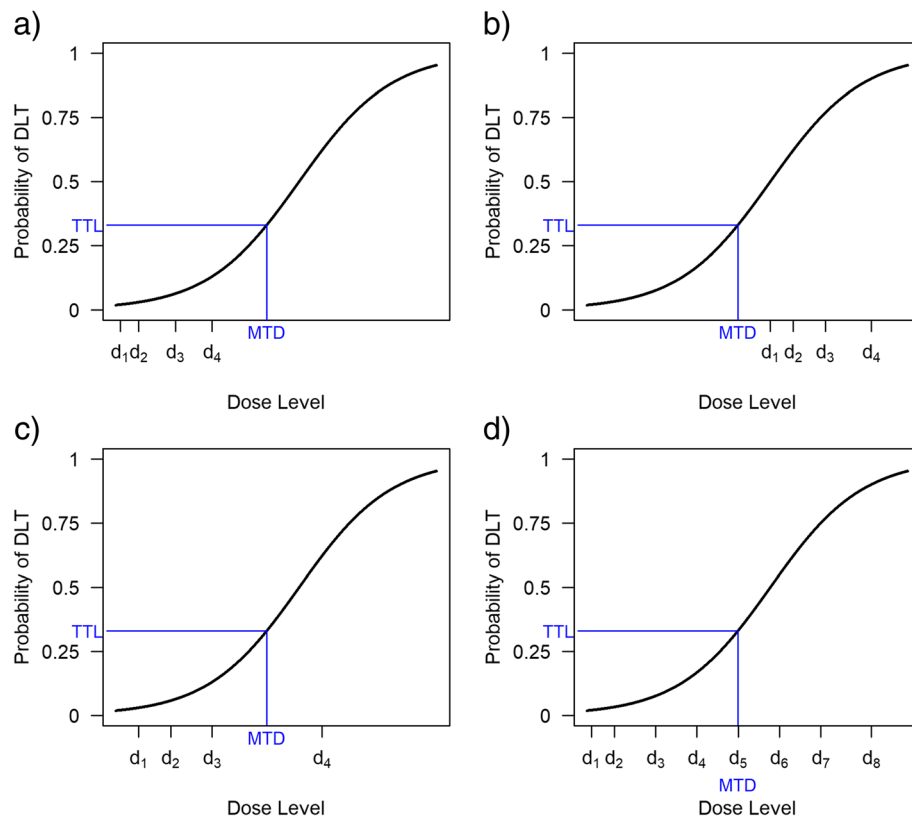 a)
Probability of DLT
1
0.75
0.5
TTL
0.25
0
MTD
d1 d2 d3 d4
Dose Level
b)
Probability of DLT
1
0.75
0.5
TTL
0.25
0
MTD
d1 d2 d3 d4
Dose Level
c)
Probability of DLT
1
0.75
0.5
TTL
0.25
0
MTD
d1 d2 d3 d4
Dose Level
d)
Probability of DLT
1
0.75
0.5
TTL
0.25
0
d1 d2 d3 d4 d5 d6 d7 d8
MTD
Dose Level